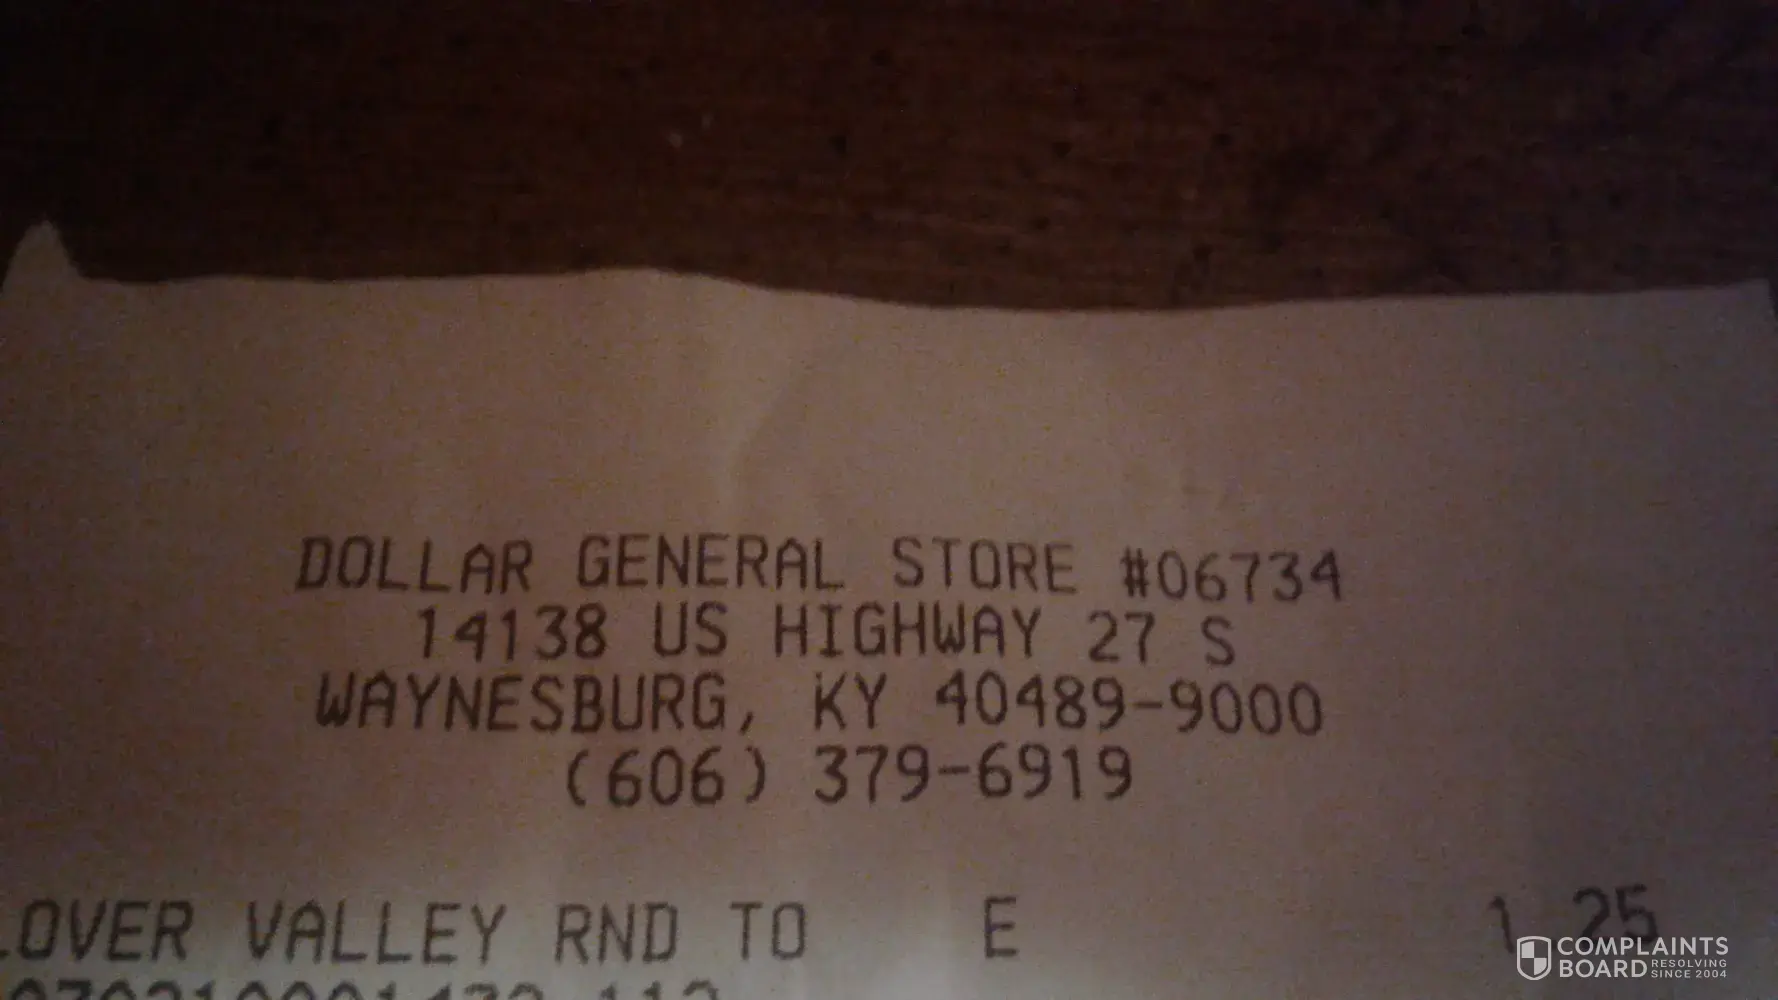 DOLLAR GENERAL STORE #06734
14138 US HIGHWAY 27 S
WAYNESBURG, KY 40489-9000
(606) 379-6919
LOVER VALLEY RND TO E 1.25
COMPLAINTS
BOARD RESOLVING
SINCE 2004